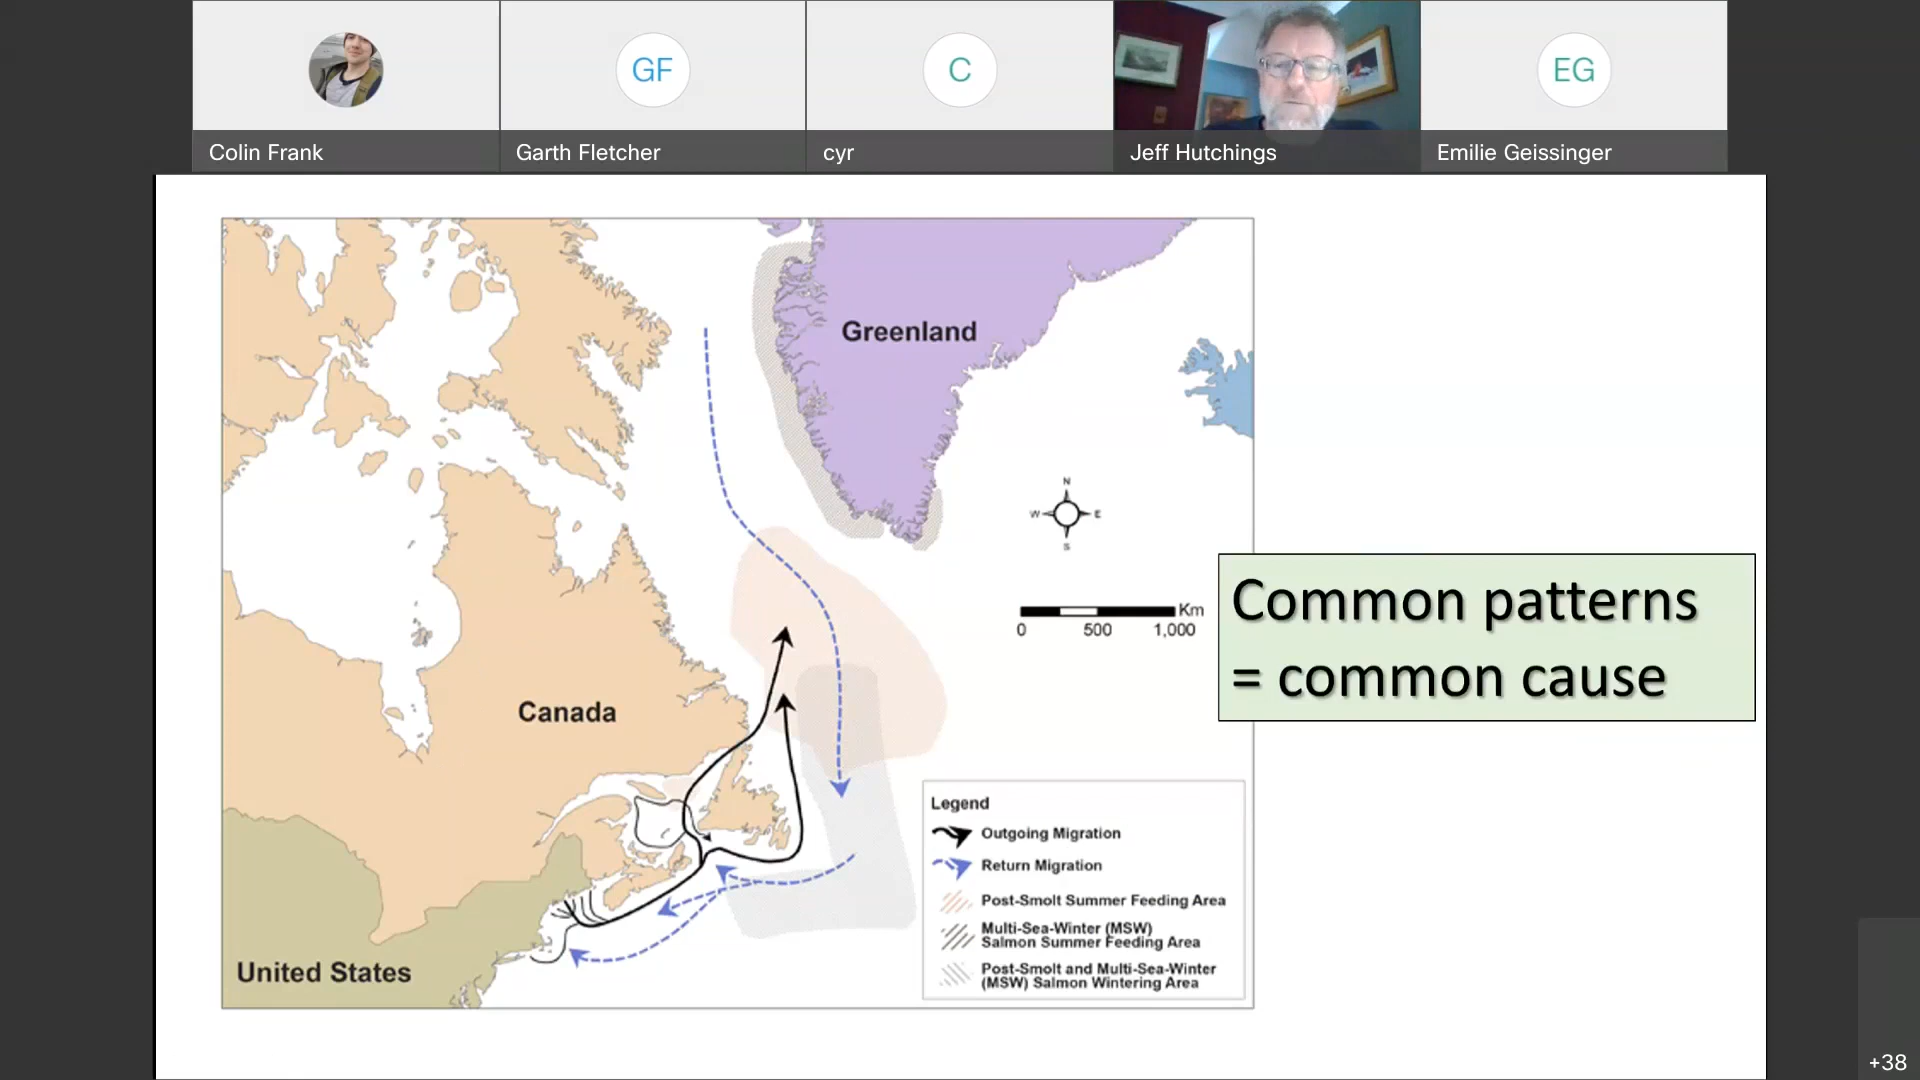 GF
C
EG
Colin Frank
Garth Fletcher
cyr
Jeff Hutchings
Emilie Geissinger
Greenland
N
W
E
S
Km
0
500
1,000
Common patterns
= common cause
Canada
United States
Legend
Outgoing Migration
Return Migration
Post-Smolt Summer Feeding Area
Multi-Sea-Winter (MSW)
Salmon Summer Feeding Area
Post-Smolt and Multi-Sea-Winter
(MSW) Salmon Wintering Area
+38